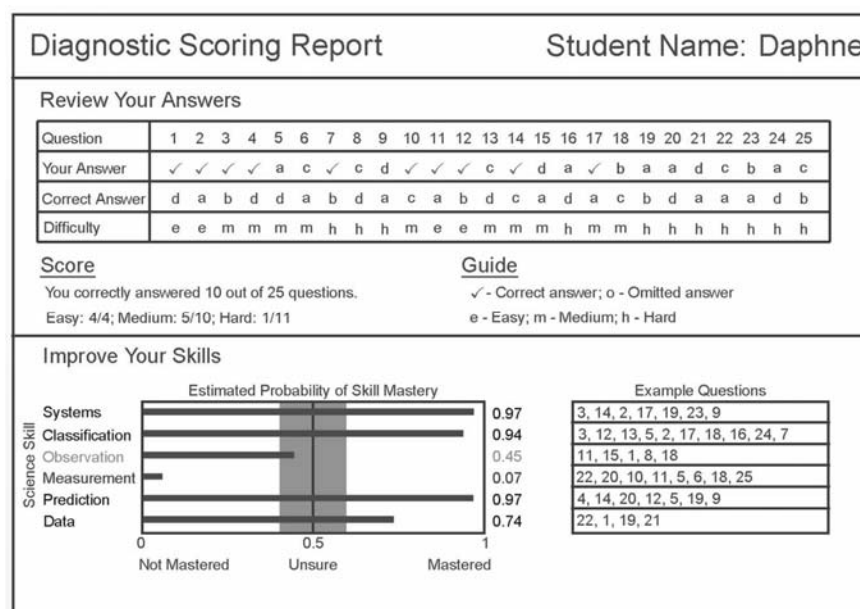 Diagnostic Scoring Report Student Name: Daphne
Review Your Answers
Question 1 2 3 4 5 6 7 8 9 10 11 12 13 14 15 16 17 18 19 20 21 22 23 24 25
Your Answer ✓ ✓ ✓ ✓ a c ✓ c d ✓ ✓ ✓ c ✓ d a ✓ b a a d c b a c
Correct Answer d a b d d a b d a c a b d c a d a c b d a a a d b
Difficulty e e m m m m h h h m e e m m m h m m h h h h h h h
Score Guide
You correctly answered 10 out of 25 questions. ✓ - Correct answer; o - Omitted answer
Easy: 4/4; Medium: 5/10; Hard: 1/11 e - Easy; m - Medium; h - Hard
Improve Your Skills
Estimated Probability of Skill Mastery Example Questions
Science Skill
Systems 0.97 3, 14, 2, 17, 19, 23, 9
Classification 0.94 3, 12, 13, 5, 2, 17, 18, 16, 24, 7
Observation 0.45 11, 15, 1, 8, 18
Measurement 0.07 22, 20, 10, 11, 5, 6, 18, 25
Prediction 0.97 4, 14, 20, 12, 5, 19, 9
Data 0.74 22, 1, 19, 21
0 0.5 1
Not Mastered Unsure Mastered